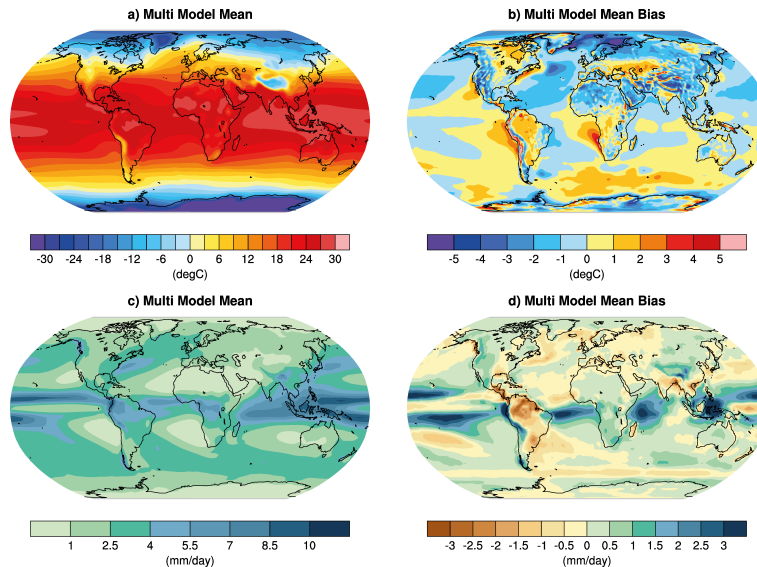 a) Multi Model Mean
b) Multi Model Mean Bias
-30 -24 -18 -12 -6 0 6 12 18 24 30
(degC)
-5 -4 -3 -2 -1 0 1 2 3 4 5
(degC)
c) Multi Model Mean
d) Multi Model Mean Bias
1 2.5 4 5.5 7 8.5 10
(mm/day)
-3 -2.5 -2 -1.5 -1 -0.5 0 0.5 1 1.5 2 2.5 3
(mm/day)